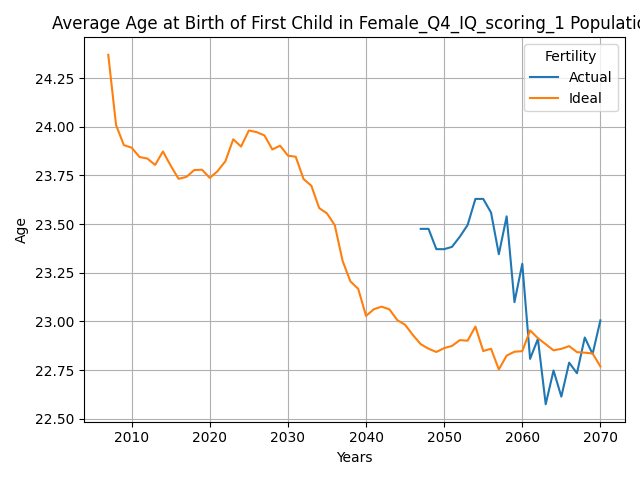 Average Age at Birth of First Child in Female_Q4_IQ_scoring_1 Populatio
Fertility
Actual
Ideal
24.25
24.00
23.75
23.50
23.25
23.00
22.75
22.50
Age
2010 2020 2030 2040 2050 2060 2070
Years